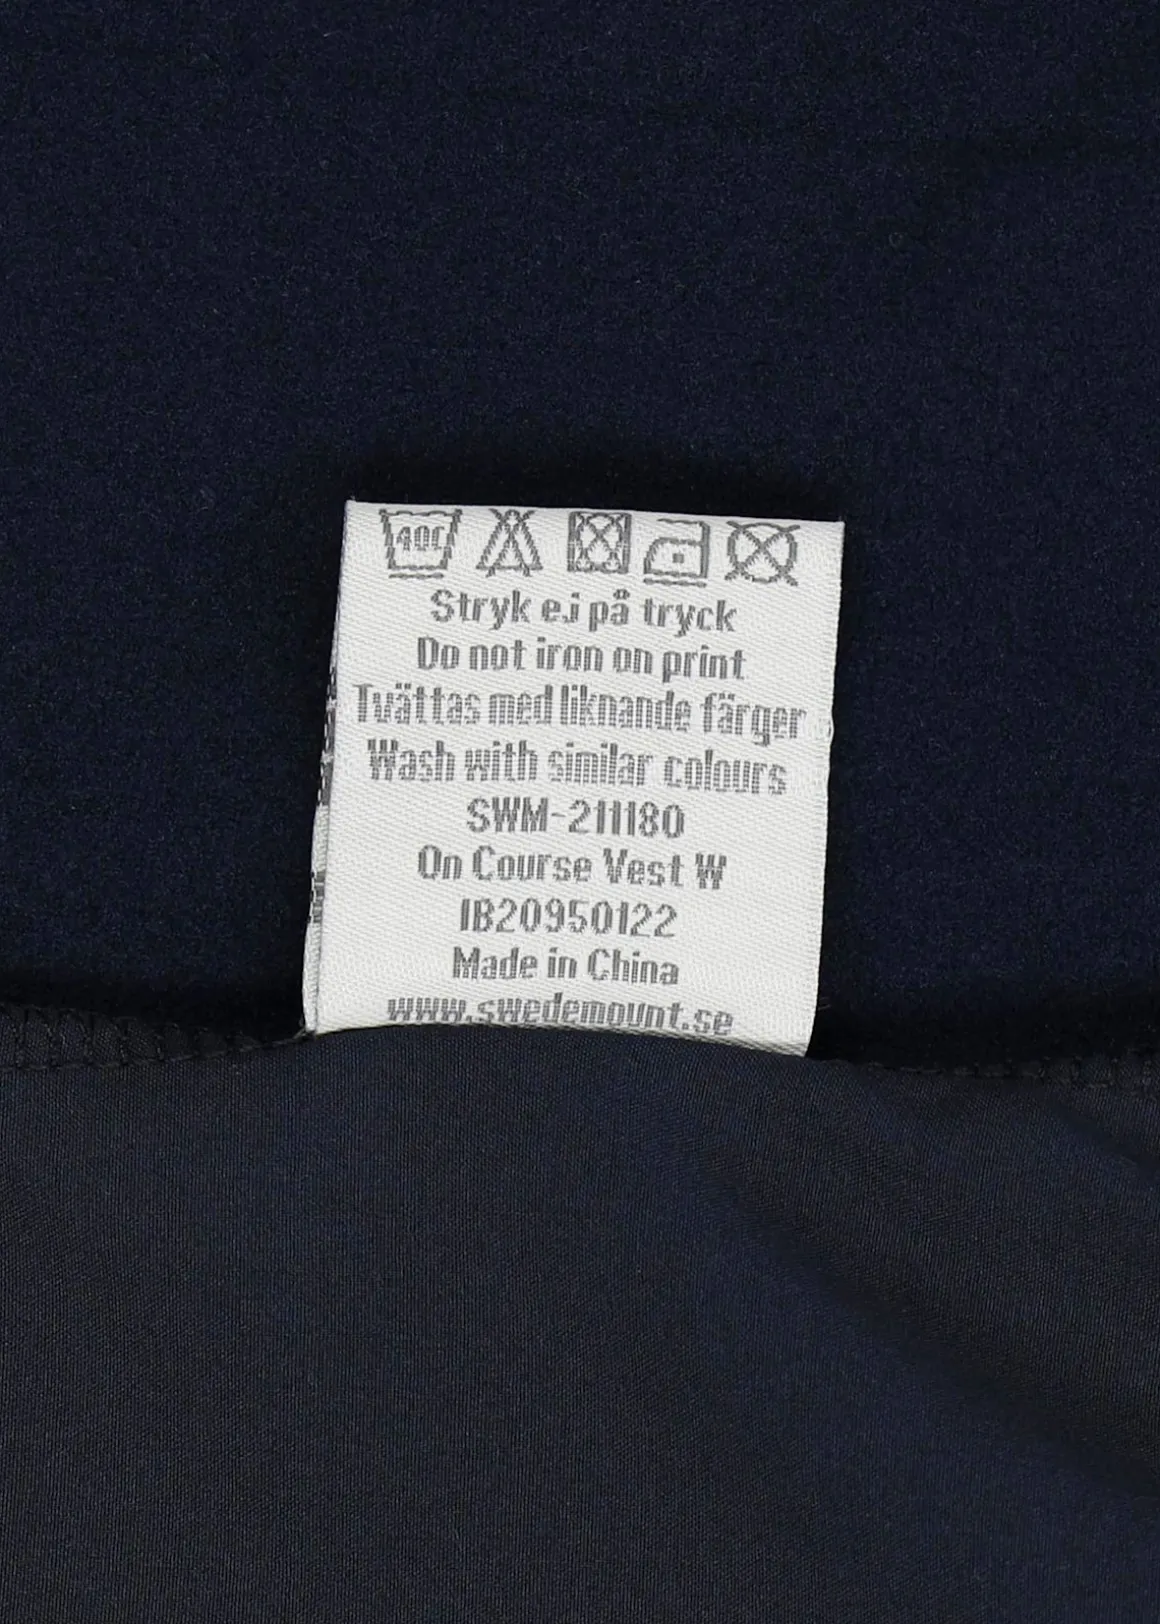 40C
Stryk ej på tryck
Do not iron on print
Tvättas med liknande färger
Wash with similar colours
SWM-211180
On Course Vest W
IB20950122
Made in China
www.swedemount.se